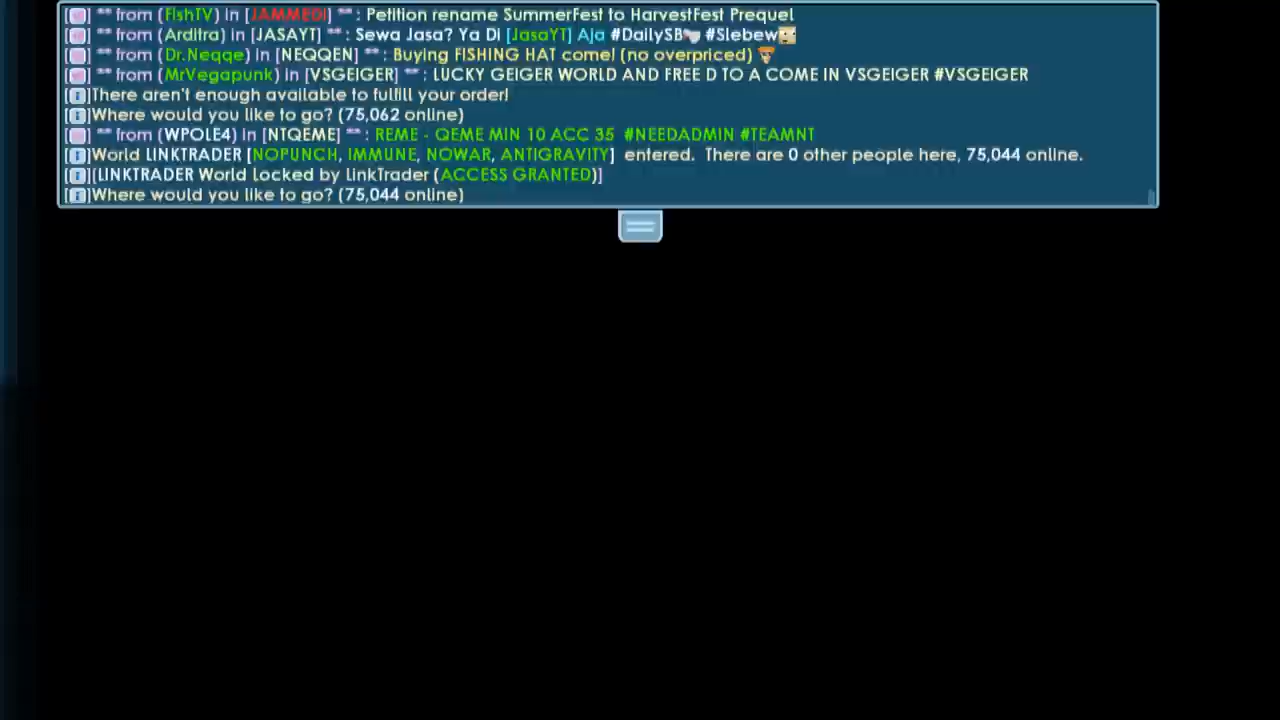 ** from (FishTV) in [JAMMEDI] ** : Petition rename SummerFest to HarvestFest Prequel
** from (Arditra) in [JASAYT] ** : Sewa Jasa? Ya Di [JasaYT] Aja #DailySB #Slebew
** from (Dr.Neqqe) in [NEQQEN] ** : Buying FISHING HAT come! (no overpriced)
** from (MrVegapunk) in [VSGEIGER] ** : LUCKY GEIGER WORLD AND FREE D TO A COME IN VSGEIGER #VSGEIGER
There aren't enough available to fulfill your order!
Where would you like to go? (75,062 online)
** from (WPOLE4) in [NTQEME] ** : REME - QEME MIN 10 ACC 35 #NEEDADMIN #TEAMNT
World LINKTRADER [NOPUNCH, IMMUNE, NOWAR, ANTIGRAVITY] entered. There are 0 other people here, 75,044 online.
[LINKTRADER World Locked by LinkTrader (ACCESS GRANTED)]
Where would you like to go? (75,044 online)